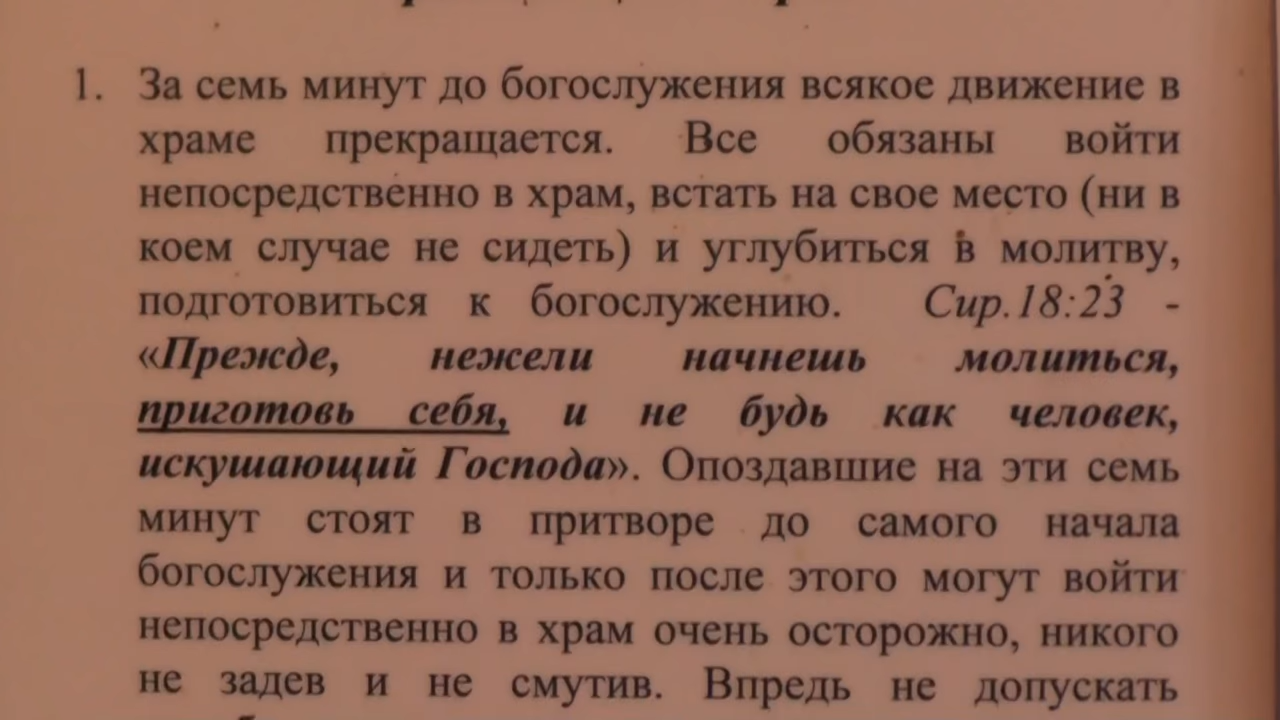 1. За семь минут до богослужения всякое движение в
храме прекращается. Все обязаны войти
непосредственно в храм, встать на свое место (ни в
коем случае не сидеть) и углубиться в молитву,
подготовиться к богослужению. Сир.18:23 -
«Прежде, нежели начнешь молиться,
приготовь себя, и не будь как человек,
искушающий Господа». Опоздавшие на эти семь
минут стоят в притворе до самого начала
богослужения и только после этого могут войти
непосредственно в храм очень осторожно, никого
не задев и не смутив. Впредь не допускать